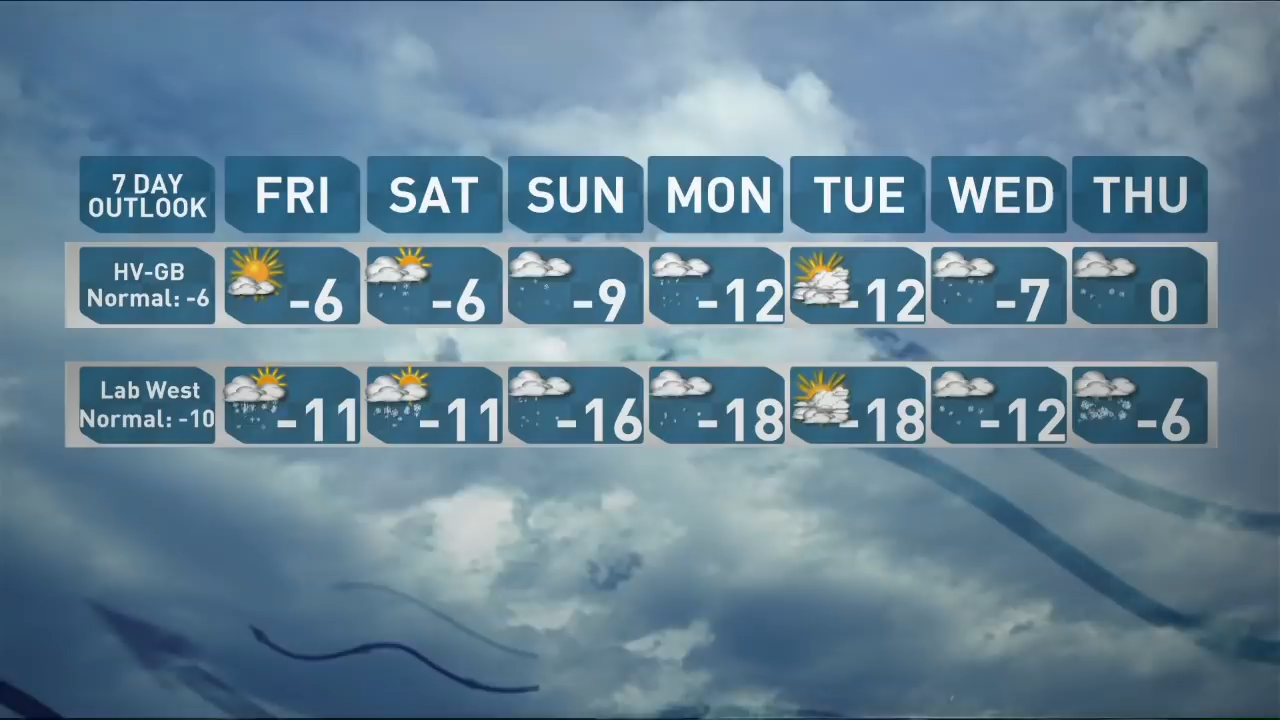 7 DAY
OUTLOOK
FRI SAT SUN MON TUE WED THU
HV-GB
Normal: -6
-6 -6 -9 -12 -12 -7 0
Lab West
Normal: -10
-11 -11 -16 -18 -18 -12 -6